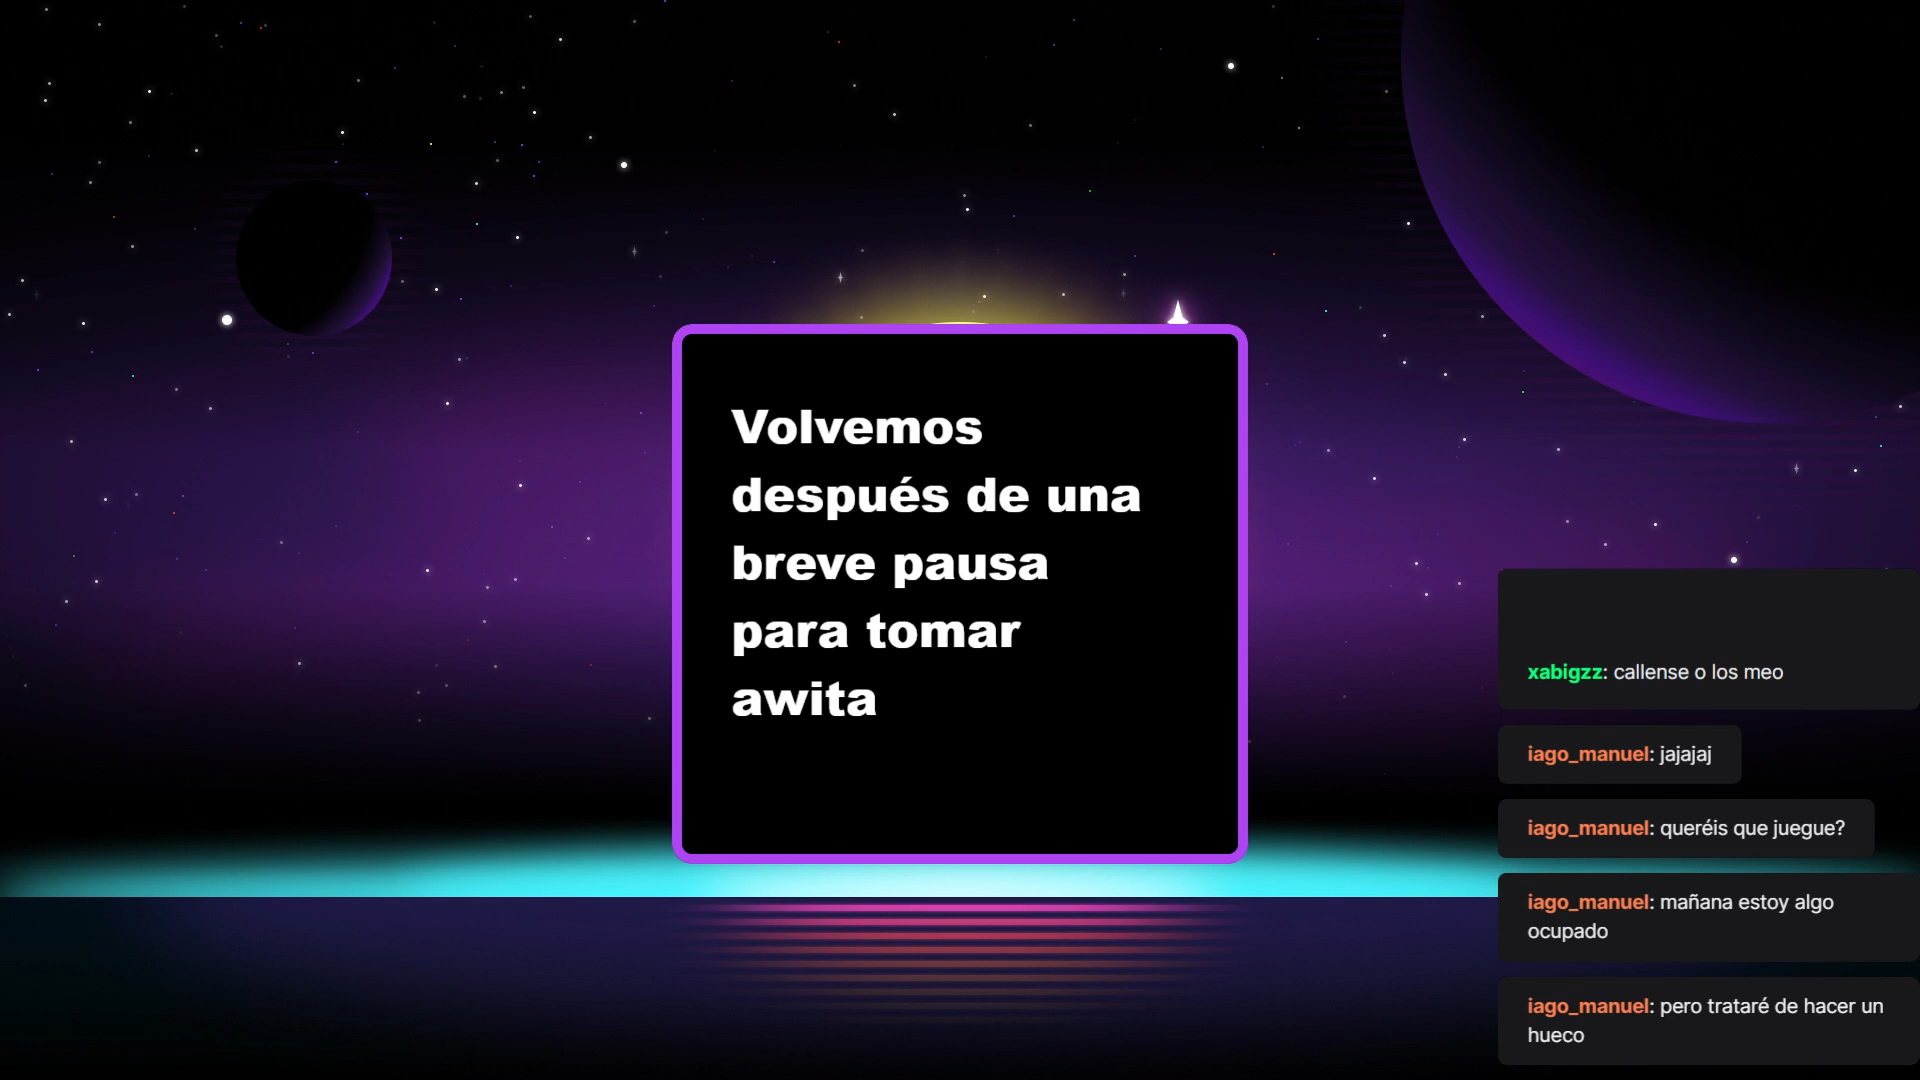 Volvemos
después de una
breve pausa
para tomar
awita
xabigzz: callense o los meo
iago_manuel: jajajaj
iago_manuel: queréis que juegue?
iago_manuel: mañana estoy algo
ocupado
iago_manuel: pero trataré de hacer un
hueco